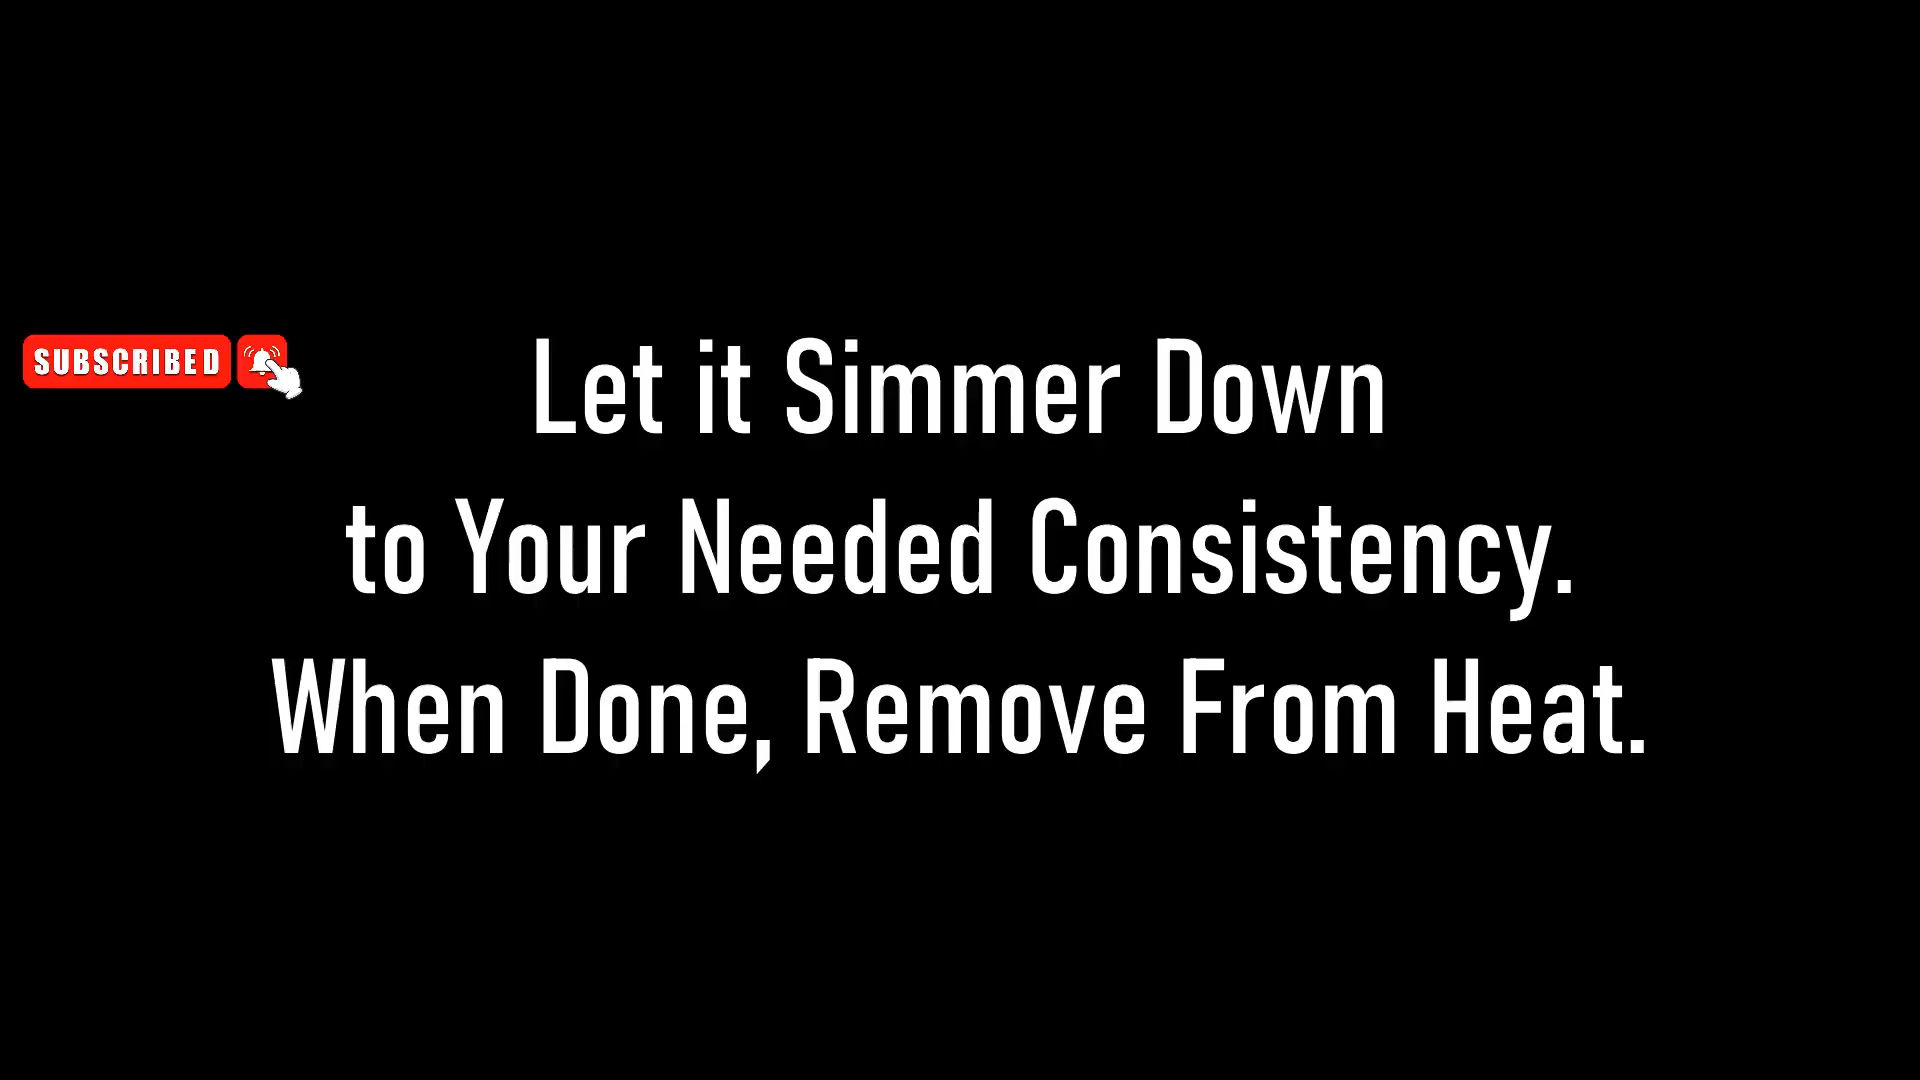 SUBSCRIBED
Let it Simmer Down
to Your Needed Consistency.
When Done, Remove From Heat.